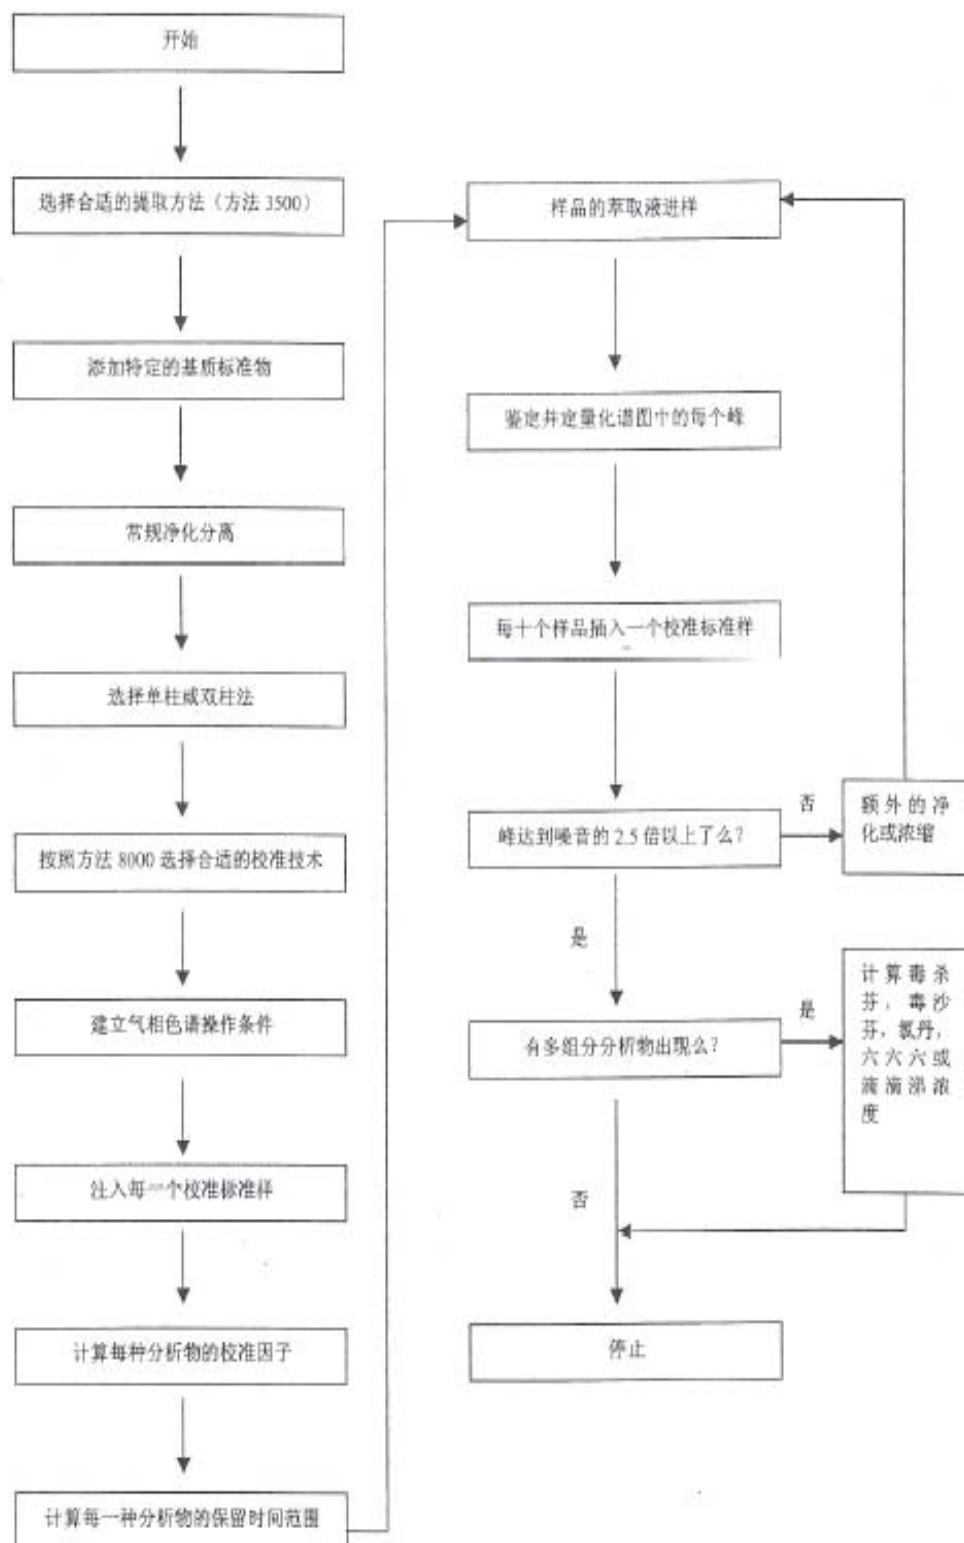 开始
选择合适的提取方法（方法 3500）
添加特定的基质标准物
常规净化分离
选择单柱或双柱法
按照方法 8000 选择合适的校准技术
建立气相色谱操作条件
注入每一个校准标准样
计算每种分析物的校准因子
计算每一种分析物的保留时间范围
样品的萃取液进样
鉴定并定量化谱图中的每个峰
每十个样品插入一个校准标准样
峰达到噪音的 2.5 倍以上了么？
否
额外的净
化或浓缩
是
有多组分分析物出现么？
是
计算毒杀
芬，毒沙
芬，氯丹，
六六六或
滴滴涕浓
度
否
停止